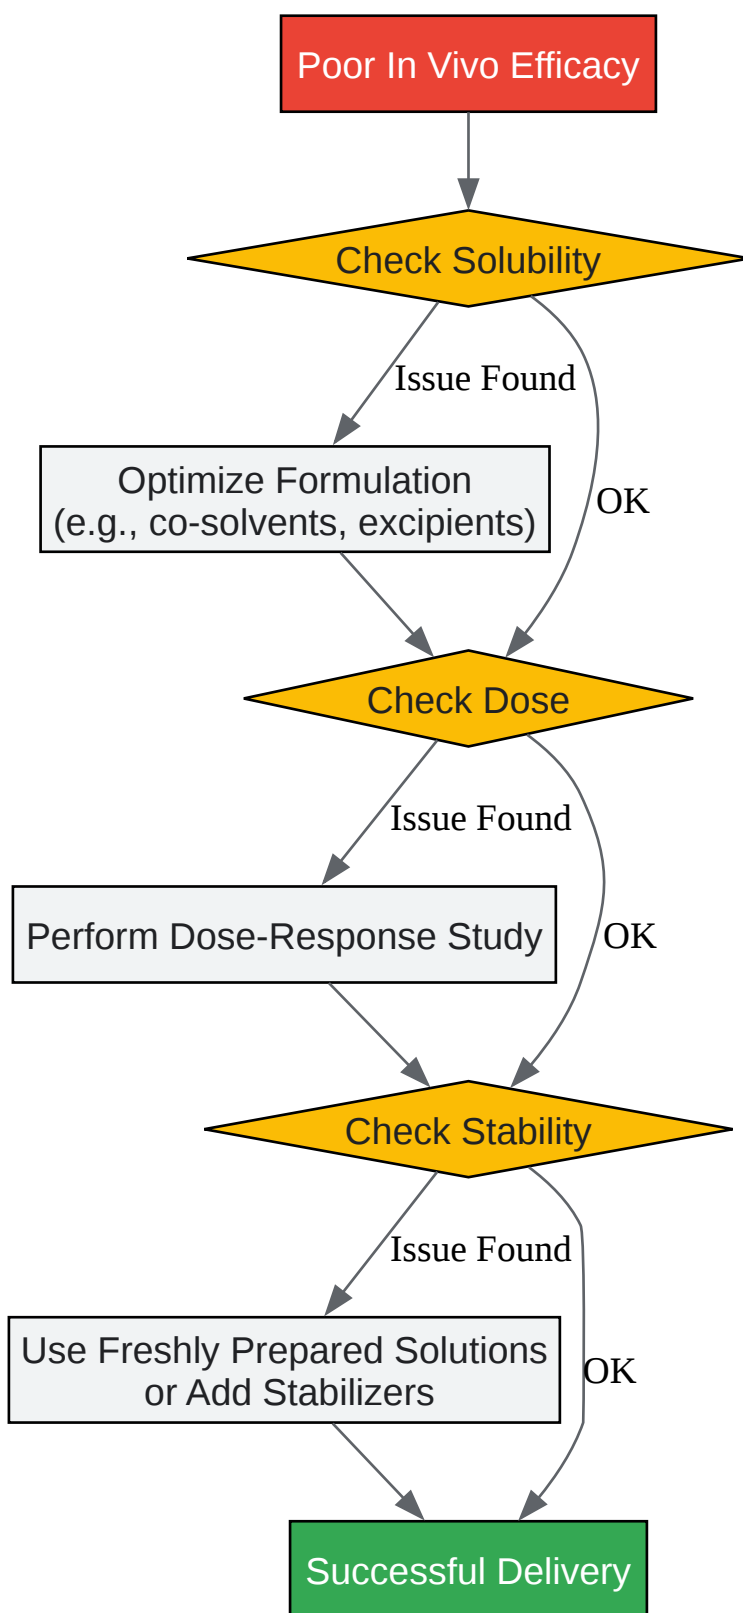 Poor In Vivo Efficacy
Check Solubility
Issue Found
Optimize Formulation
(e.g., co-solvents, excipients)
OK
Check Dose
Issue Found
Perform Dose-Response Study
OK
Check Stability
Issue Found
Use Freshly Prepared Solutions
or Add Stabilizers
OK
Successful Delivery